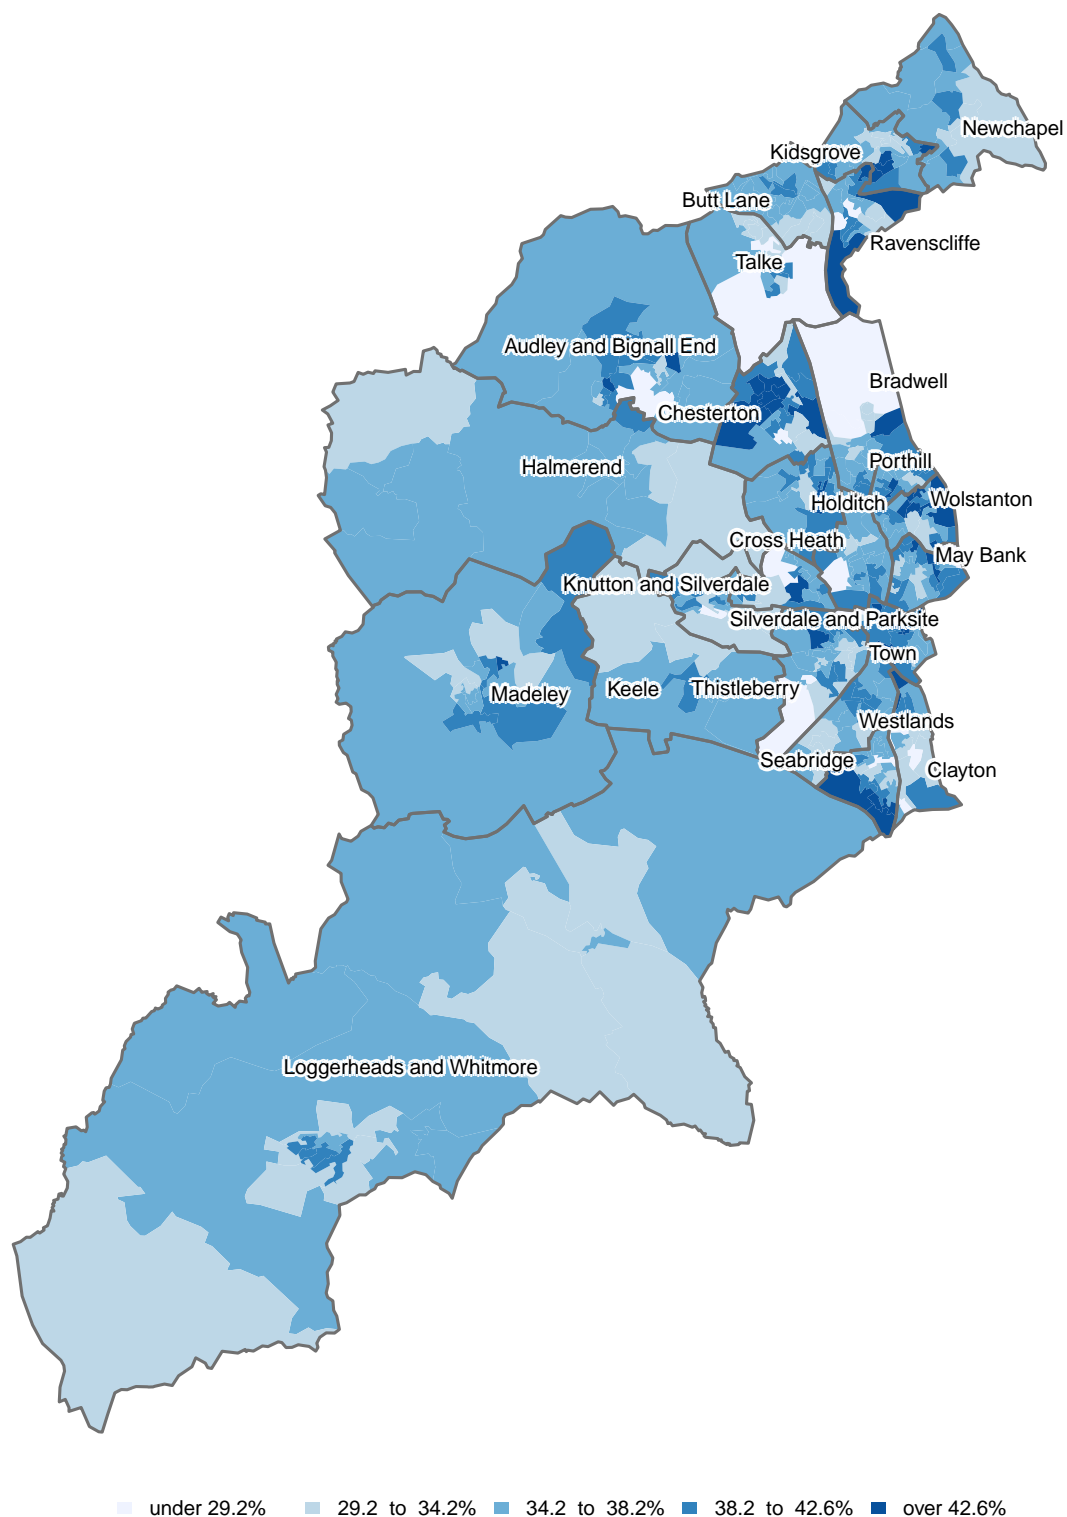 Newchapel
Kidsgrove
Butt Lane
Ravenscliffe
Talke
Audley and Bignall End
Bradwell
Chesterton
Porthill
Halmerend
Holditch
Wolstanton
Cross Heath
May Bank
Knutton and Silverdale
Silverdale and Parksite
Town
Madeley
Keele
Thistleberry
Westlands
Seabridge
Clayton
Loggerheads and Whitmore
under 29.2%
29.2 to 34.2%
34.2 to 38.2%
38.2 to 42.6%
over 42.6%